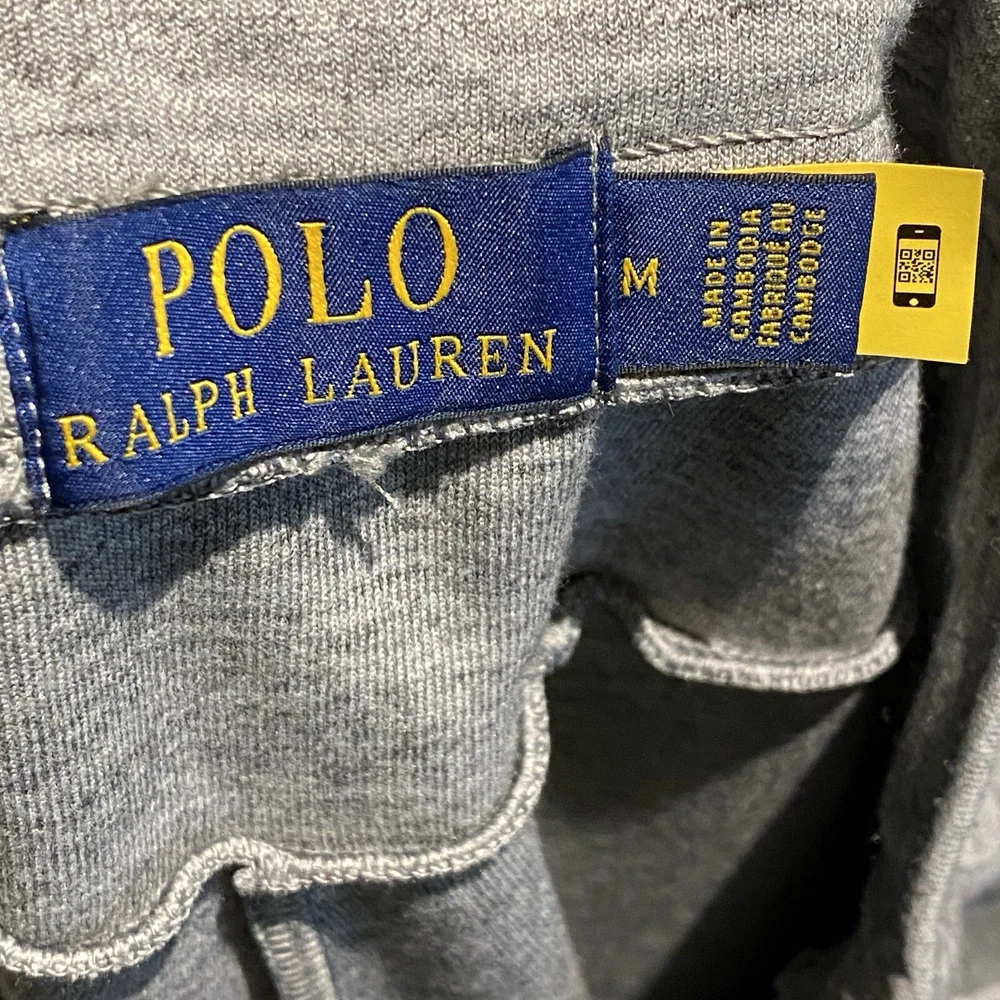 POLO
RALPH LAUREN
M
MADE IN
CAMBODIA
FABRIQUÉ AU
CAMBODGE